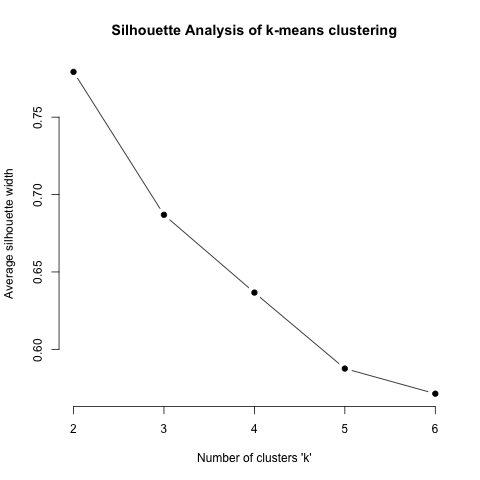 Silhouette Analysis of k-means clustering
Average silhouette width
0.75
0.70
0.65
0.60
2 3 4 5 6
Number of clusters 'k'